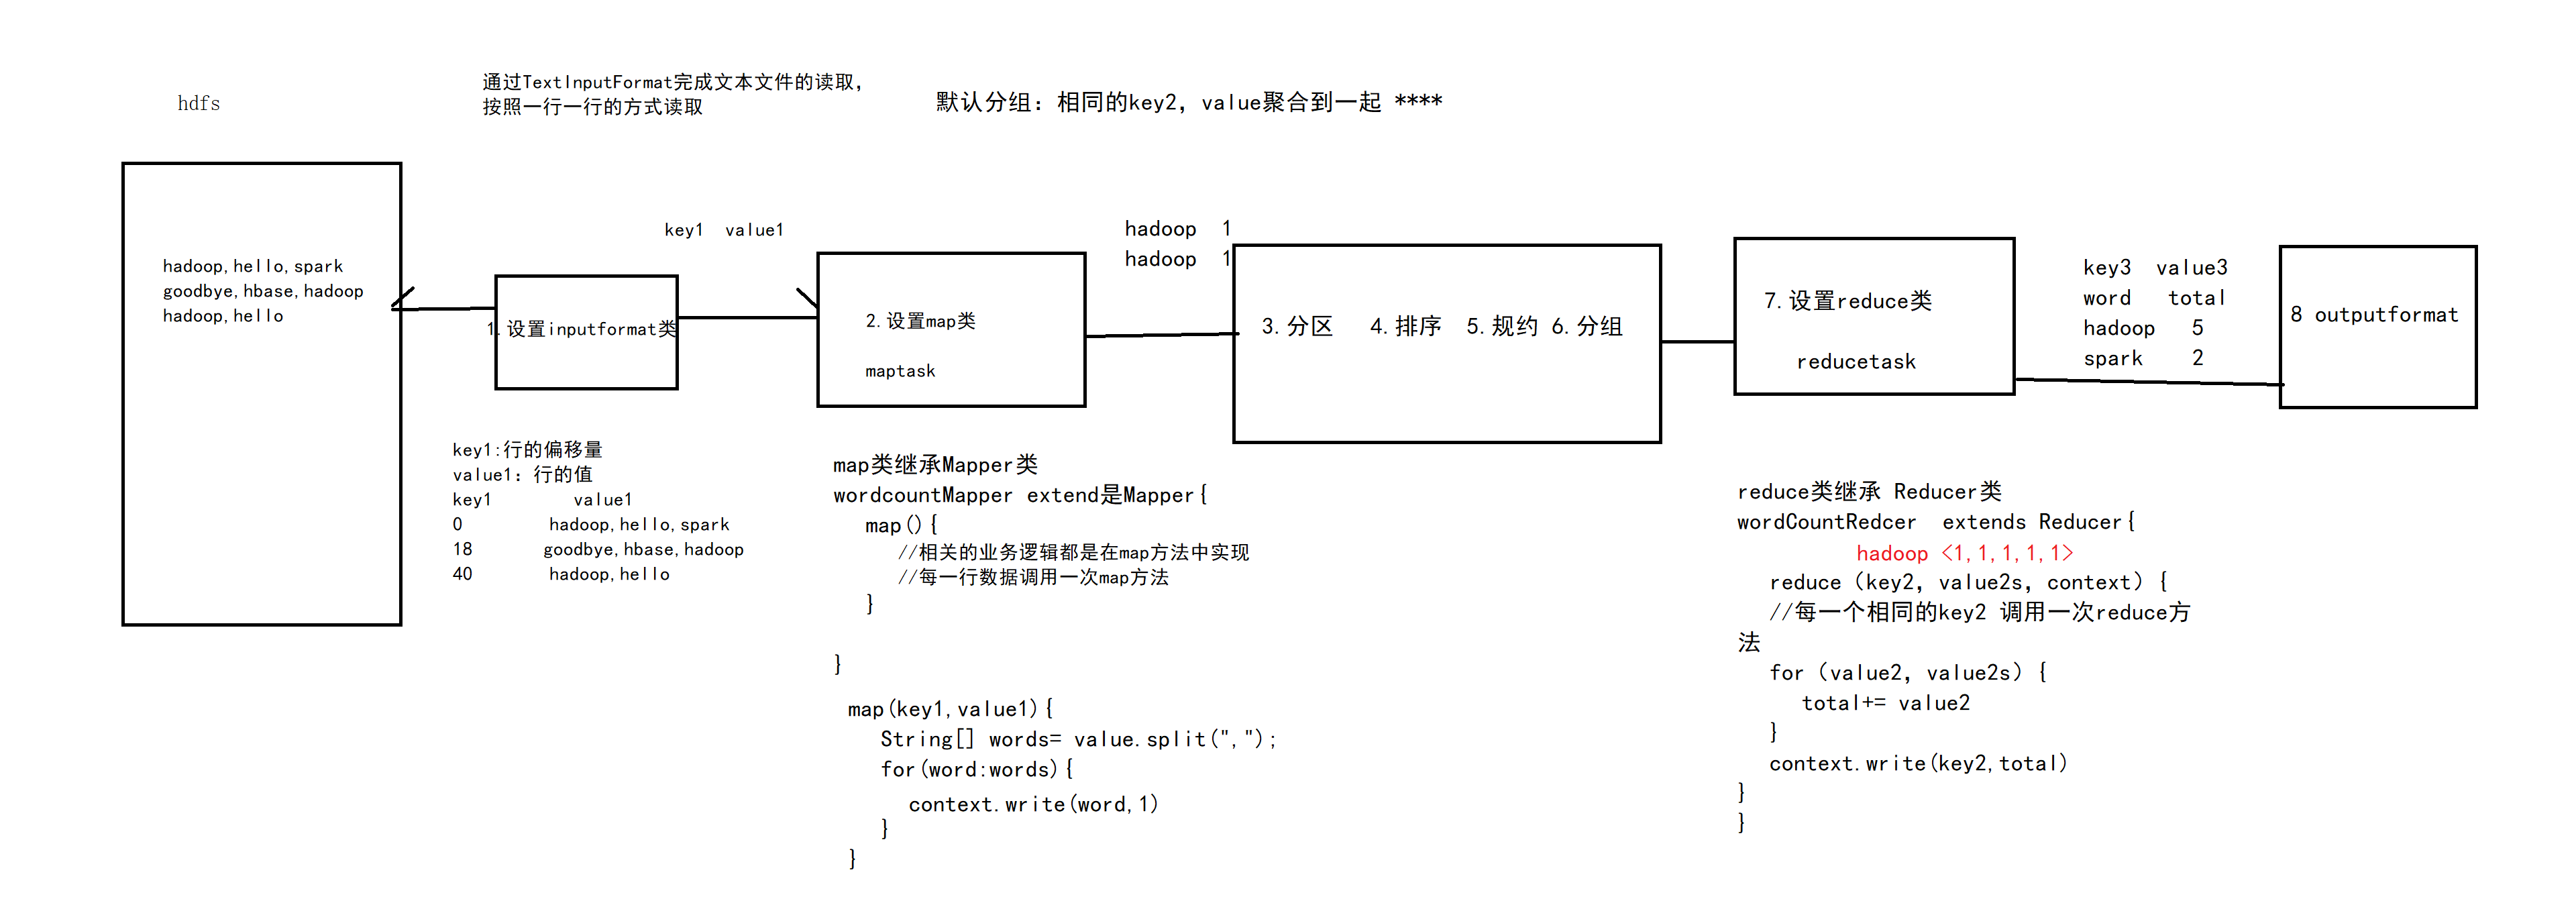 hdfs
通过TextInputFormat完成文本文件的读取,
按照一行一行的方式读取
默认分组：相同的key2，value聚合到一起 ****
hadoop,hello,spark
goodbye,hbase,hadoop
hadoop,hello
1.设置inputformat类
key1 value1
key1:行的偏移量
value1：行的值
key1 value1
0 hadoop,hello,spark
18 goodbye,hbase,hadoop
40 hadoop,hello
2.设置map类
maptask
map类继承Mapper类
wordcountMapper extend是Mapper{
map(){
//相关的业务逻辑都是在map方法中实现
//每一行数据调用一次map方法
}
}
map(key1,value1){
String[] words= value.split(",");
for(word:words){
context.write(word,1)
}
}
hadoop 1
hadoop 1
3.分区 4.排序 5.规约 6.分组
7.设置reduce类
reducetask
reduce类继承 Reducer类
wordCountRedcer extends Reducer{
hadoop <1,1,1,1,1>
reduce（key2，value2s，context）{
//每一个相同的key2 调用一次reduce方
法
for（value2，value2s）{
total+= value2
}
context.write(key2,total)
}
}
key3 value3
word total
hadoop 5
spark 2
8 outputformat